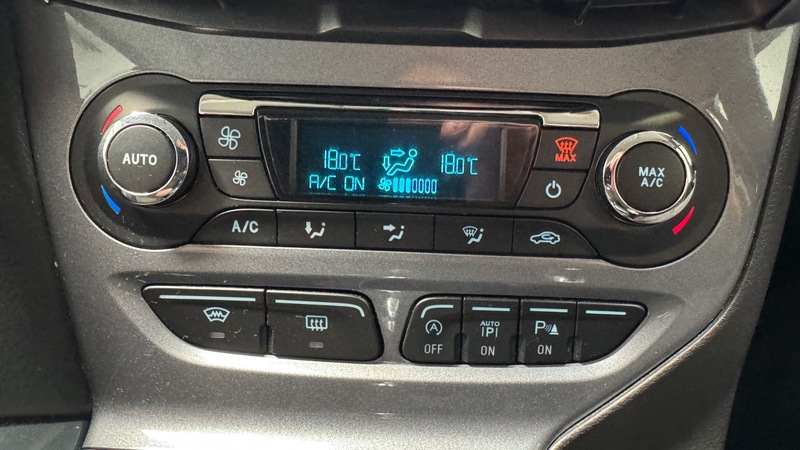 AUTO
18.0°C 18.0°C
A/C ON
MAX
MAX
A/C
A/C
A
OFF
AUTO
P
ON
P
ON